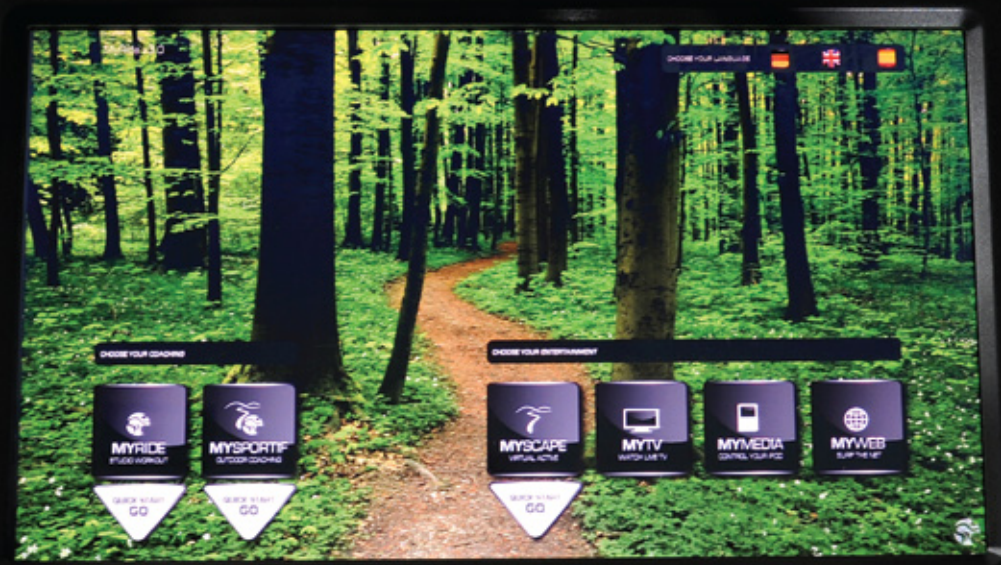 CHOOSE YOUR LANGUAGE
CHOOSE YOUR COACHING
CHOOSE YOUR ENTERTAINMENT
MYRIDE
STUDIO WORKOUT
MYSPORTIF
OUTDOOR COACHING
MYSCAPE
VIRTUAL ACTIVE
MYTV
WATCH LIVE TV
MYMEDIA
CONTROL YOUR IPOD
MYWEB
SURF THE NET
QUICK START
GO
QUICK START
GO
QUICK START
GO